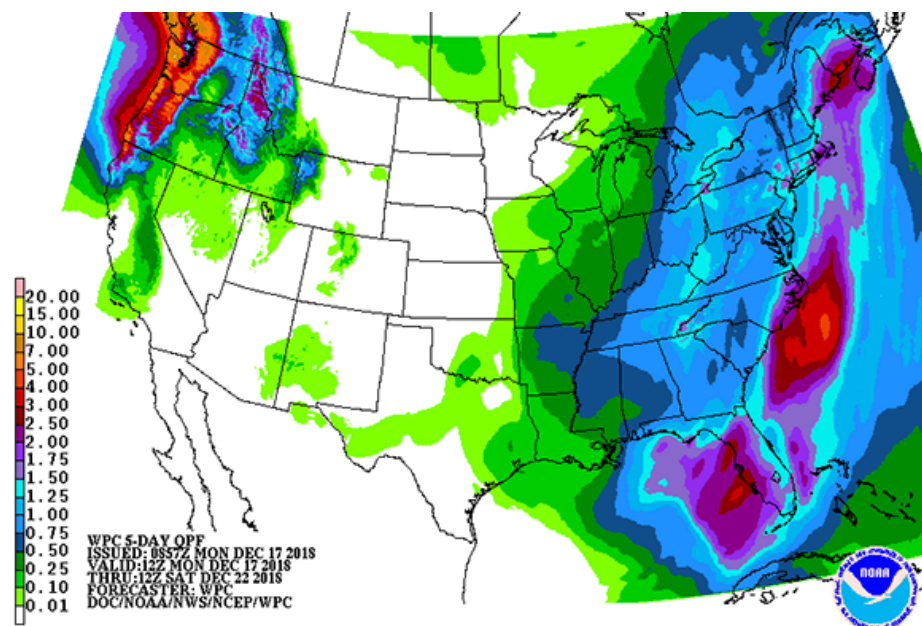 20.00
15.00
10.00
7.00
5.00
4.00
3.00
2.50
2.00
1.75
1.50
1.25
1.00
0.75
0.50
0.25
0.10
0.01
WPC 5-DAY QPF
ISSUED: 0857Z MON DEC 17 2018
VALID:12Z MON DEC 17 2018
THRU:12Z SAT DEC 22 2018
FORECASTER: WPC
DOC/NOAA/NWS/NCEP/WPC
NOAA